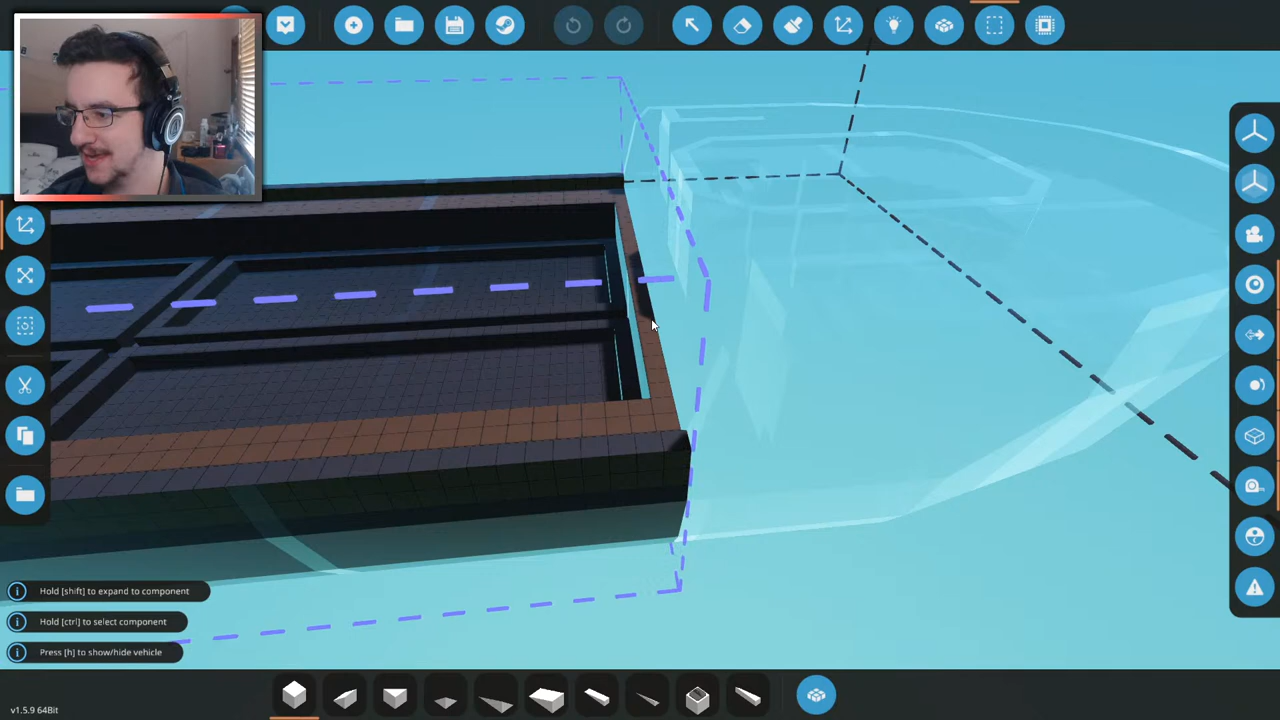 Hold [shift] to expand to component
Hold [ctrl] to select component
Press [h] to show/hide vehicle
v1.5.9 64Bit